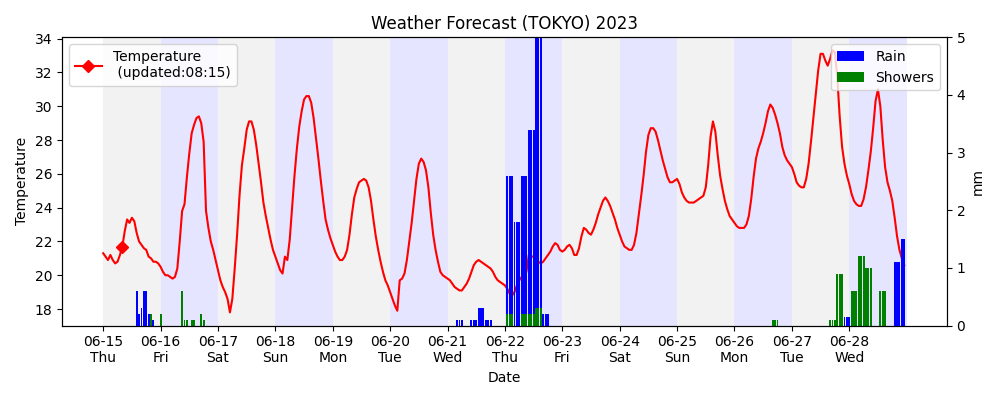 Weather Forecast (TOKYO) 2023
Temperature
(updated:08:15)
Rain
Showers
34
32
30
28
26
24
22
20
18
Temperature
5
4
3
2
1
0
mm
06-15 06-16 06-17 06-18 06-19 06-20 06-21 06-22 06-23 06-24 06-25 06-26 06-27 06-28
Thu Fri Sat Sun Mon Tue Wed Thu Fri Sat Sun Mon Tue Wed
Date